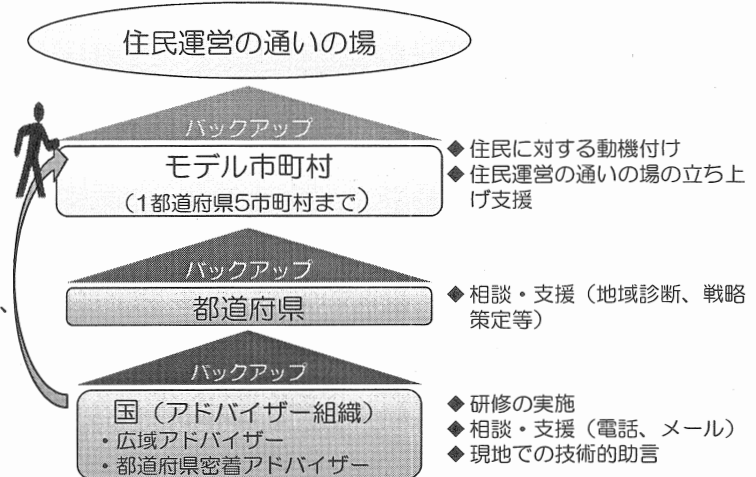 住民運営の通いの場
バックアップ
モデル市町村
(1都道府県5市町村まで)
◆住民に対する動機付け
◆住民運営の通いの場の立ち上
げ支援
バックアップ
都道府県
◆相談・支援(地域診断、戦略
策定等)
、
バックアップ
国(アドバイザー組織)
・広域アドバイザー
・都道府県密着アドバイザー
◆研修の実施
◆相談・支援(電話、メール)
◆現地での技術的助言